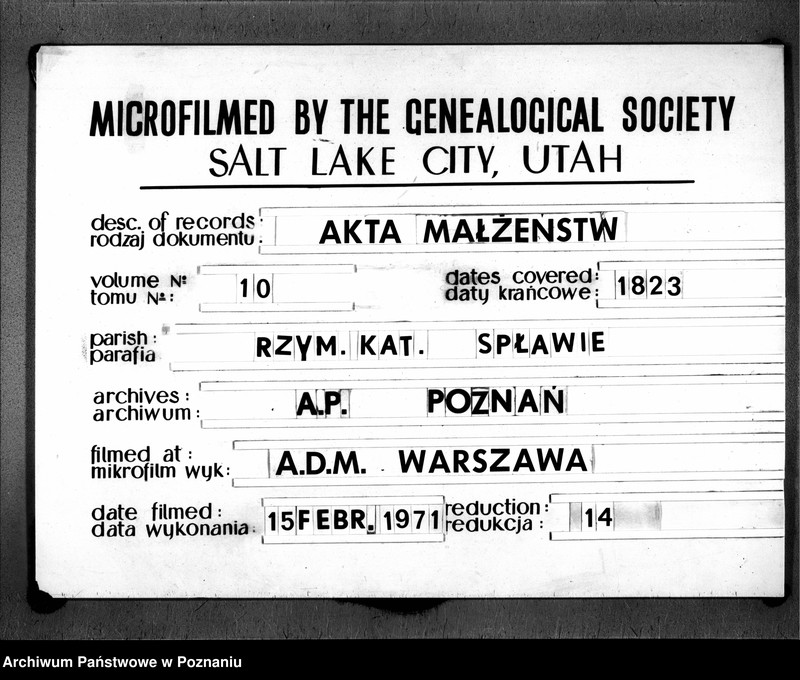 MICROFILMED BY THE GENEALOGICAL SOCIETY
SALT LAKE CITY, UTAH
desc. of records:
rodzaj dokumentu:
AKTA MAŁŻEŃSTW
volume №
tomu №:
10
dates covered:
daty krańcowe:
1823
parish:
parafia
RZYM. KAT. SPŁAWIE
archives:
archiwum:
A.P. POZNAŃ
filmed at:
mikrofilm wyk:
A.D.M. WARSZAWA
date filmed:
data wykonania:
15 FEBR. 1971
reduction:
redukcja:
14
Archiwum Państwowe w Poznaniu